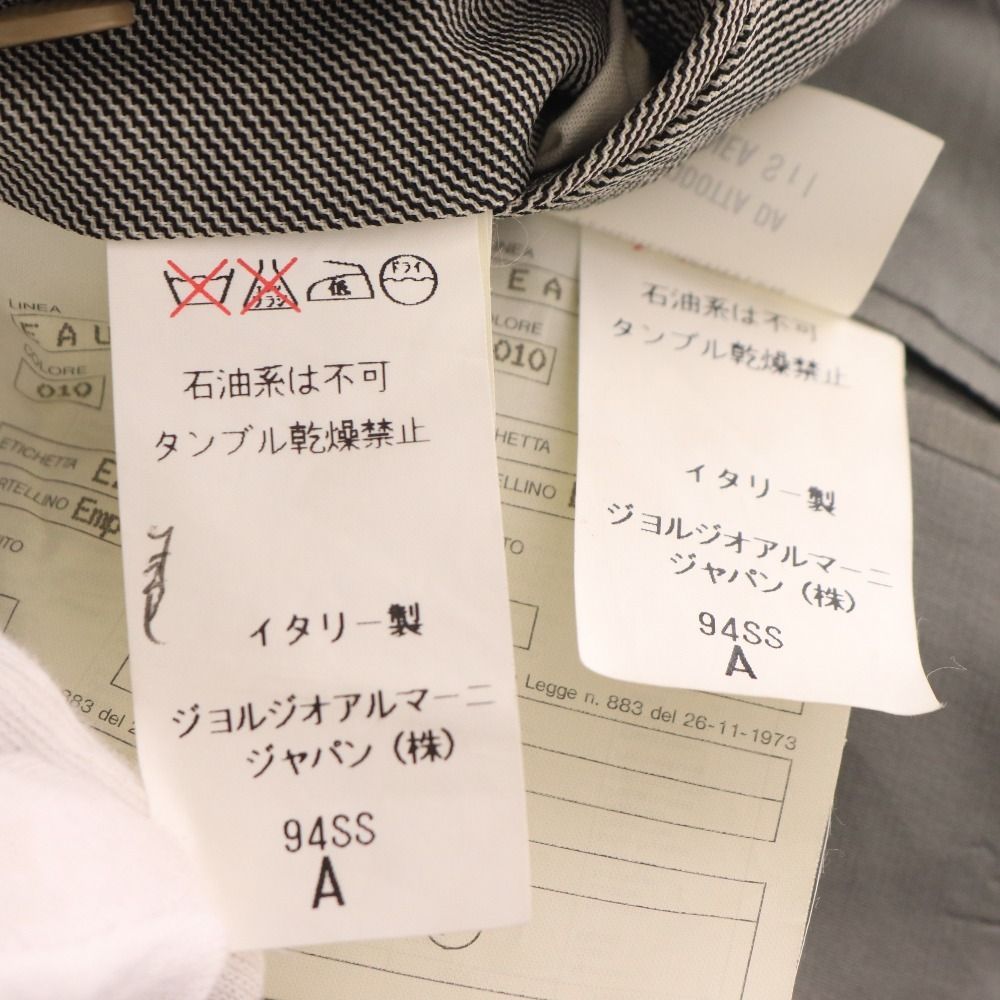 低
ドライ
石油系は不可
タンブル乾燥禁止
イタリー製
ジョルジオアルマーニ
ジャパン(株)
94SS
A
石油系は不可
タンブル乾燥禁止
イタリー製
ジョルジオアルマーニ
ジャパン(株)
94SS
A
LINEA
EAU
COLORE
010
ETICHETTA
Emp
EA
010
Legge n. 883 del 26-11-1973